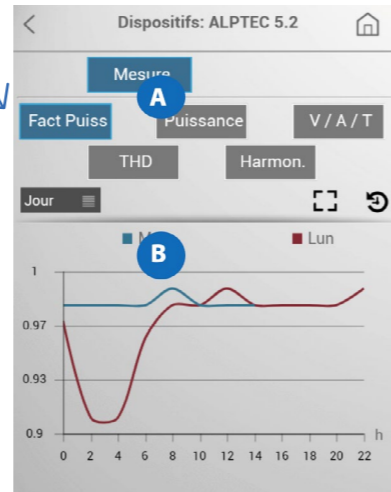 Dispositifs: ALPTEC 5.2
Mesure
A
Fact Puiss Puissance V / A / T
THD Harmon.
Jour
B Lun
1
0.97
0.93
0.9
h
0 2 4 6 8 10 12 14 16 18 20 22